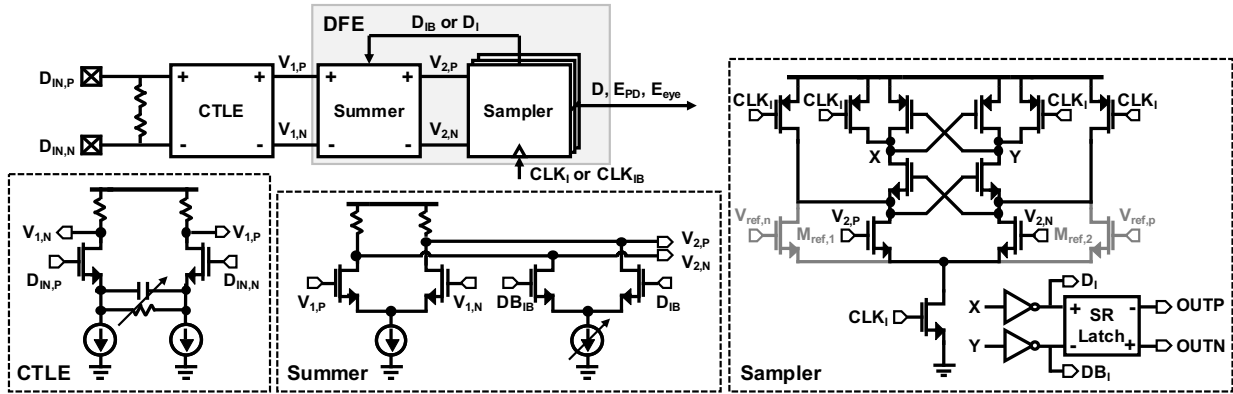 DFE
D_IB or D_I
D_IN,P
D_IN,N
+
-
CTLE
+
-
V_1,P
V_1,N
+
-
Summer
+
-
V_2,P
V_2,N
Sampler
D, E_PD, E_eye
CLK_I or CLK_IB
V_1,N
V_1,P
D_IN,P
D_IN,N
CTLE
V_2,P
V_2,N
V_1,P
V_1,N
DB_IB
D_IB
Summer
CLK_I
CLK_I
CLK_I
CLK_I
X
Y
V_ref,n
M_ref,1
V_2,P
V_2,N
M_ref,2
V_ref,p
CLK_I
X
Y
D_I
+
-
SR
Latch
-
+
OUTP
OUTN
DB_I
Sampler